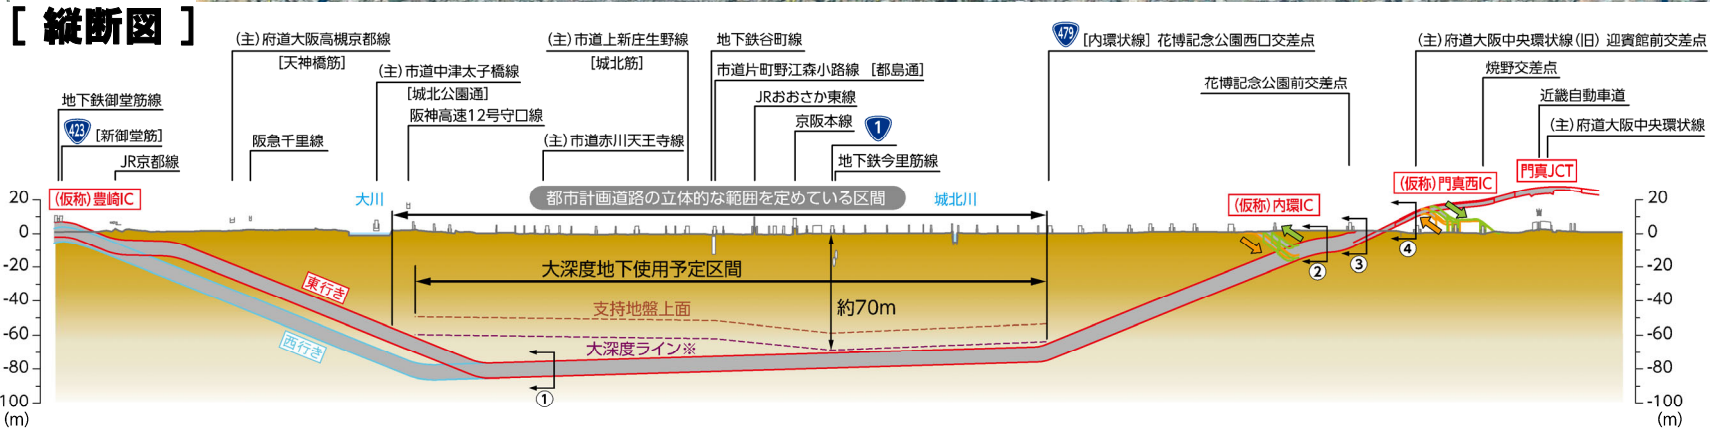 [ 縦断図 ]
地下鉄御堂筋線
423 [新御堂筋]
JR京都線
(主)府道大阪高槻京都線
[天神橋筋]
阪急千里線
(主)市道中津太子橋線
[城北公園通]
阪神高速12号守口線
(主)市道上新庄生野線
[城北筋]
(主)市道赤川天王寺線
地下鉄谷町線
市道片町野江森小路線 [都島通]
JRおおさか東線
京阪本線
1
地下鉄今里筋線
479 [内環状線] 花博記念公園西口交差点
花博記念公園前交差点
(主)府道大阪中央環状線(旧) 迎賓館前交差点
焼野交差点
近畿自動車道
(主)府道大阪中央環状線
(仮称)豊崎IC
大川
都市計画道路の立体的な範囲を定めている区間
城北川
(仮称)内環IC
(仮称)門真西IC
門真JCT
大深度地下使用予定区間
東行き
西行き
支持地盤上面
約70m
大深度ライン※
①
②
③
④
20
0
-20
-40
-60
-80
100
(m)
20
0
-20
-40
-60
-80
-100
(m)